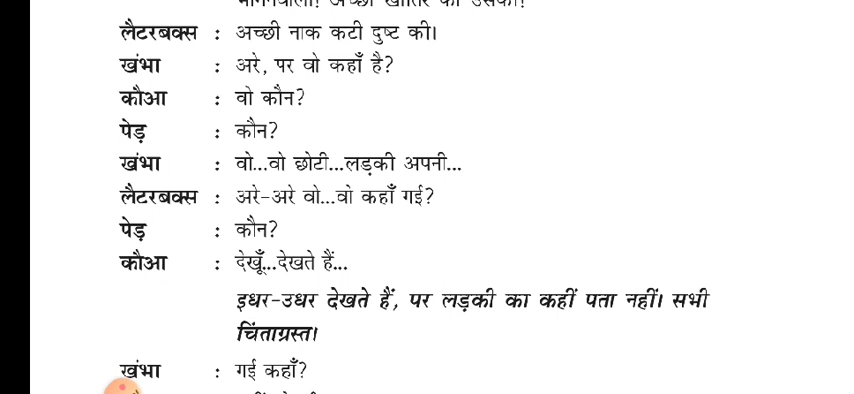 लैटरबक्स : अच्छी नाक कटी दुष्ट की।
खंभा : अरे, पर वो कहाँ है?
कौआ : वो कौन?
पेड़ : कौन?
खंभा : वो...वो छोटी...लड़की अपनी...
लैटरबक्स : अरे-अरे वो...वो कहाँ गई?
पेड़ : कौन?
कौआ : देखूँ...देखते हैं...
इधर-उधर देखते हैं, पर लड़की का कहीं पता नहीं। सभी
चिंताग्रस्त।
खंभा : गई कहाँ?